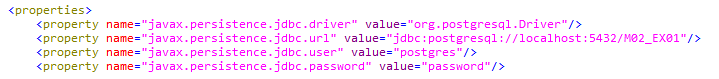 <properties>
<property name="javax.persistence.jdbc.driver" value="org.postgresql.Driver"/>
<property name="javax.persistence.jdbc.url" value="jdbc:postgresql://localhost:5432/M02_EX01"/>
<property name="javax.persistence.jdbc.user" value="postgres"/>
<property name="javax.persistence.jdbc.password" value="password"/>